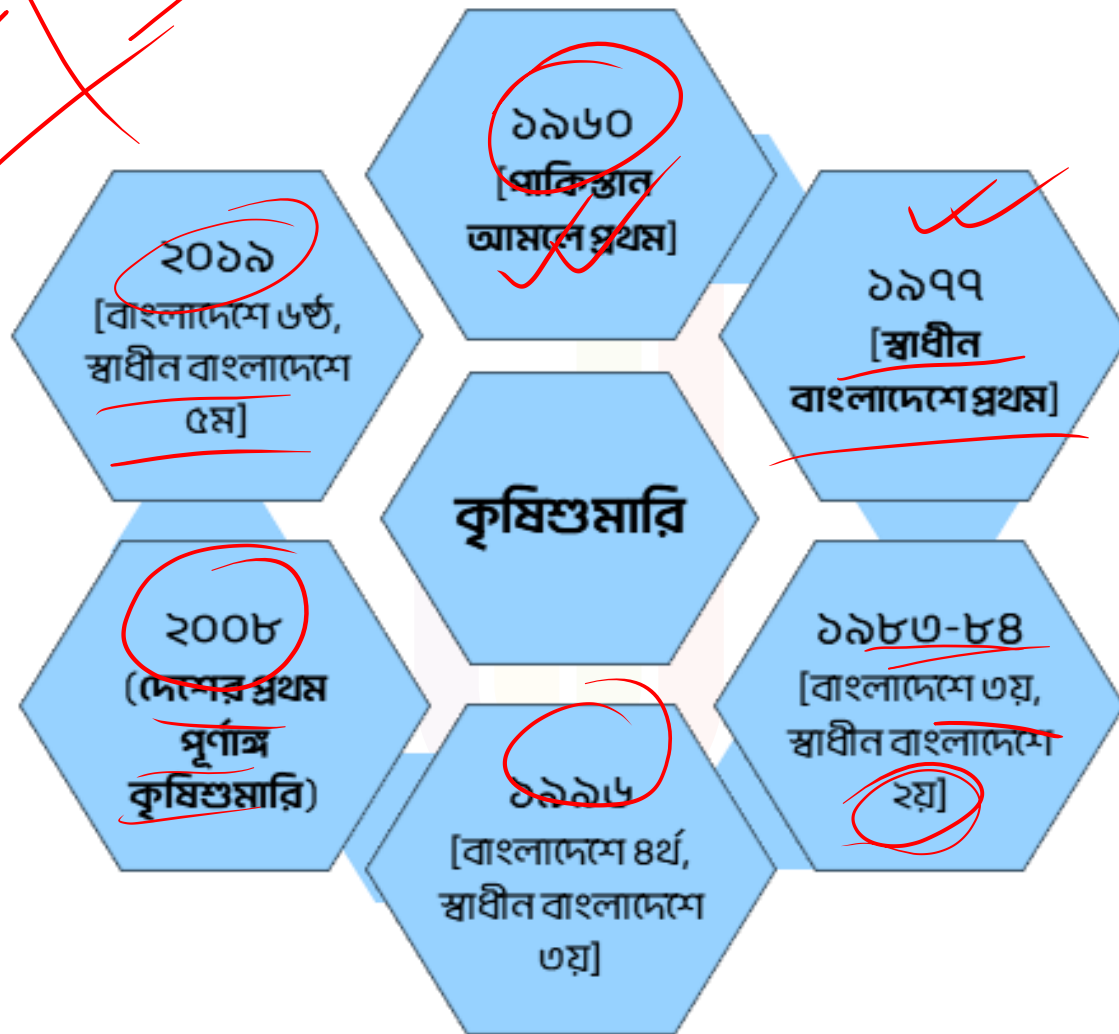 ১৯৬০
[পাকিস্তান
আমলে প্রথম]
১৯৭৭
[স্বাধীন
বাংলাদেশে প্রথম]
১৯৮৩-৮৪
[বাংলাদেশে ৩য়,
স্বাধীন বাংলাদেশে
২য়]
১৯৯৬
[বাংলাদেশে ৪র্থ,
স্বাধীন বাংলাদেশে
৩য়]
২০০৮
(দেশের প্রথম
পূর্ণাঙ্গ
কৃষিশুমারি)
২০১৯
[বাংলাদেশে ৬ষ্ঠ,
স্বাধীন বাংলাদেশে
৫ম]
কৃষিশুমারি